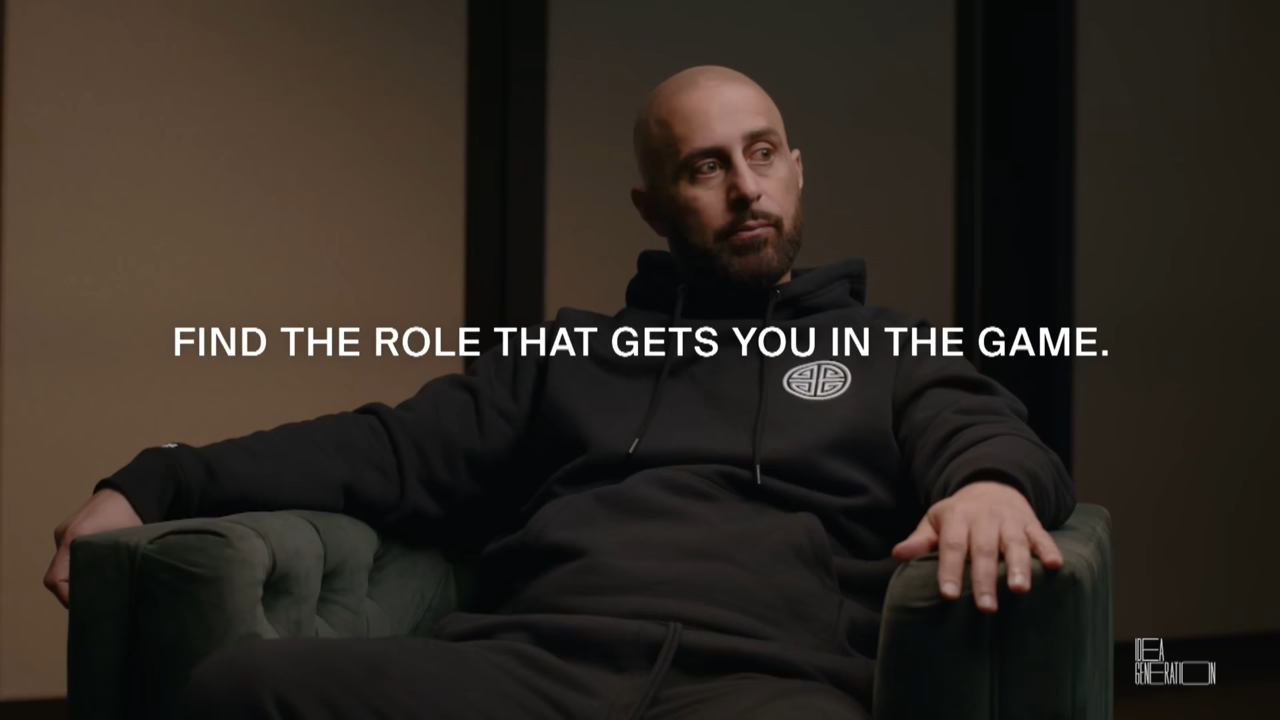 FIND THE ROLE THAT GETS YOU IN THE GAME.
IDEA
GENERATION